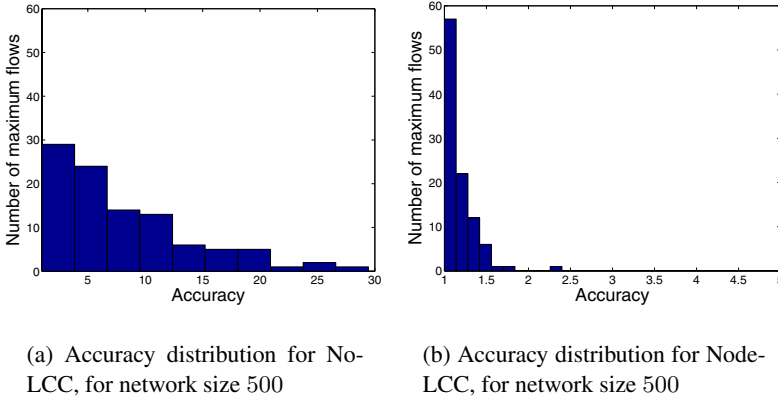 60
50
40
30
20
10
0
Number of maximum flows
5 10 15 20 25 30
Accuracy
60
50
40
30
20
10
0
Number of maximum flows
1 1.5 2 2.5 3 3.5 4 4.5 5
Accuracy
(a) Accuracy distribution for No-
LCC, for network size 500
(b) Accuracy distribution for Node-
LCC, for network size 500